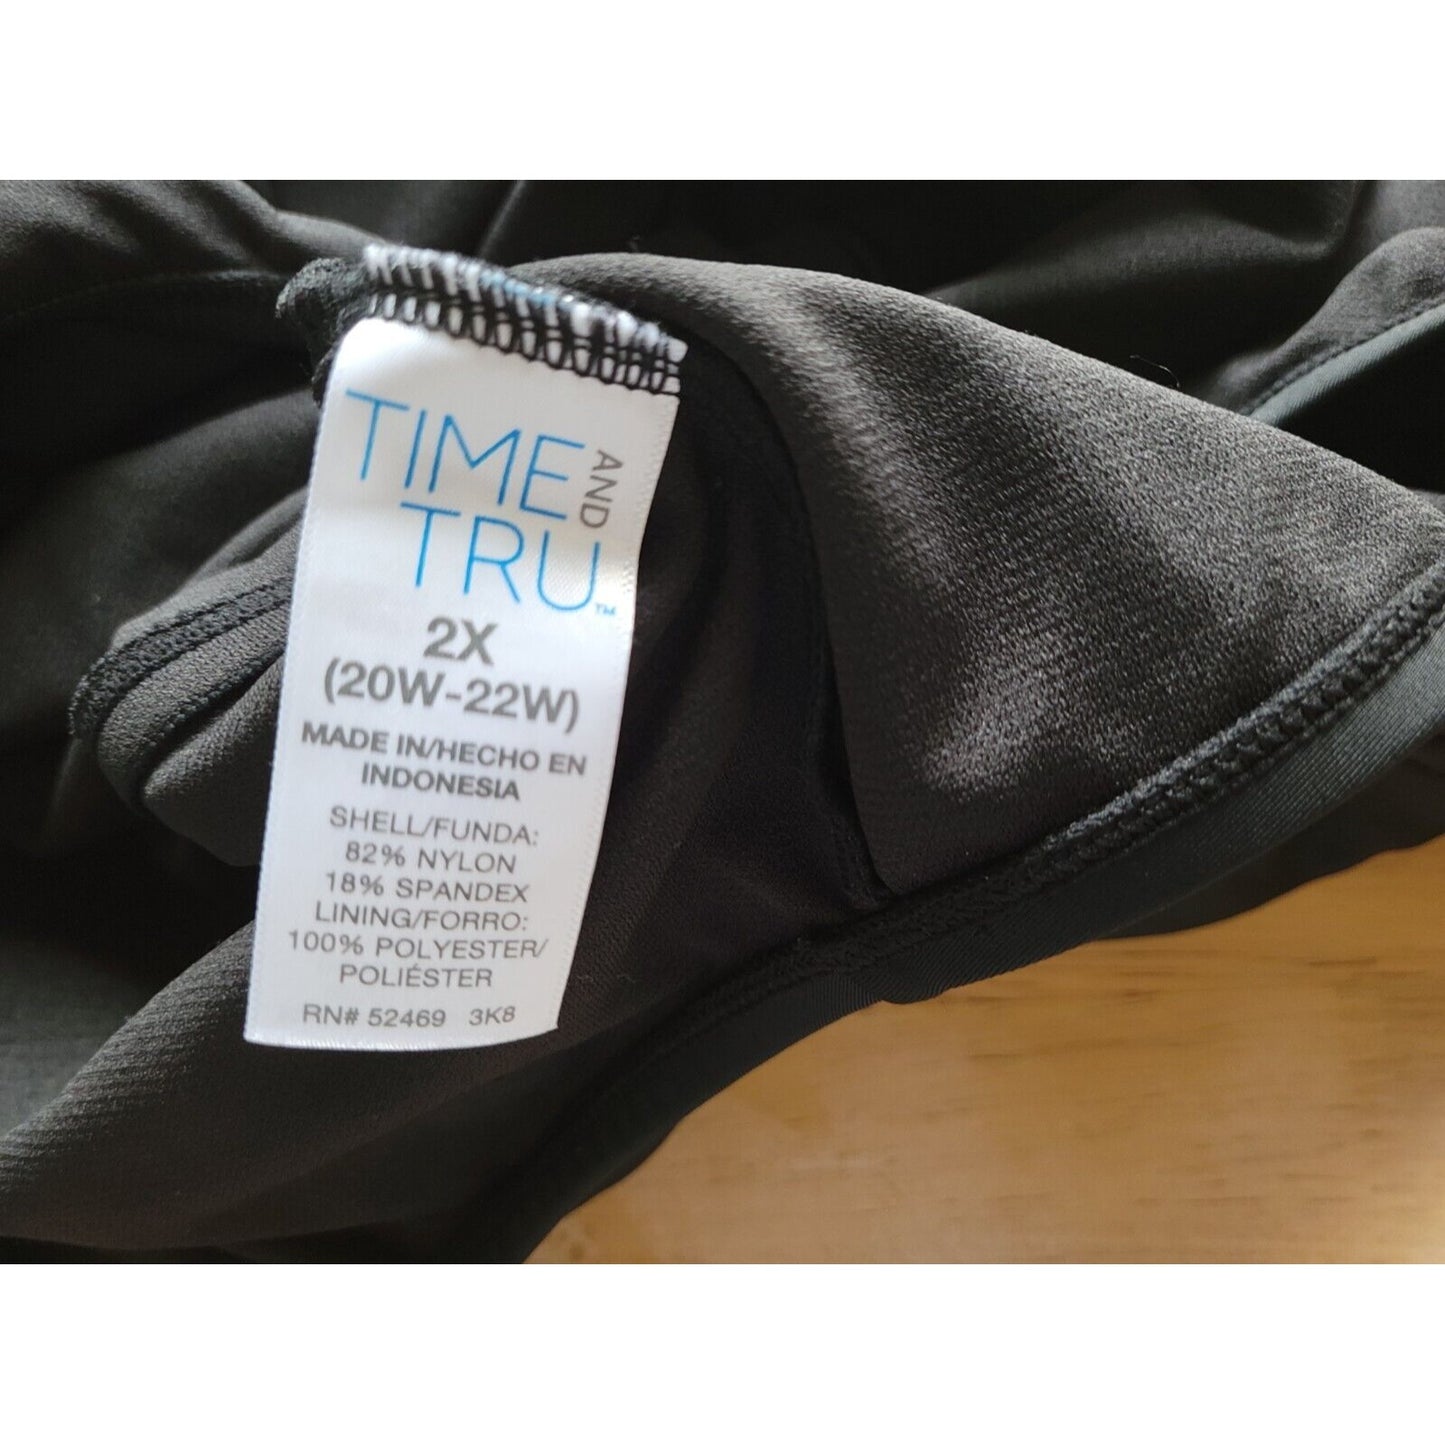 TIME AND
TRU™
2X
(20W-22W)
MADE IN/HECHO EN
INDONESIA
SHELL/FUNDA:
82% NYLON
18% SPANDEX
LINING/FORRO:
100% POLYESTER/
POLIÉSTER
RN# 52469 3K8